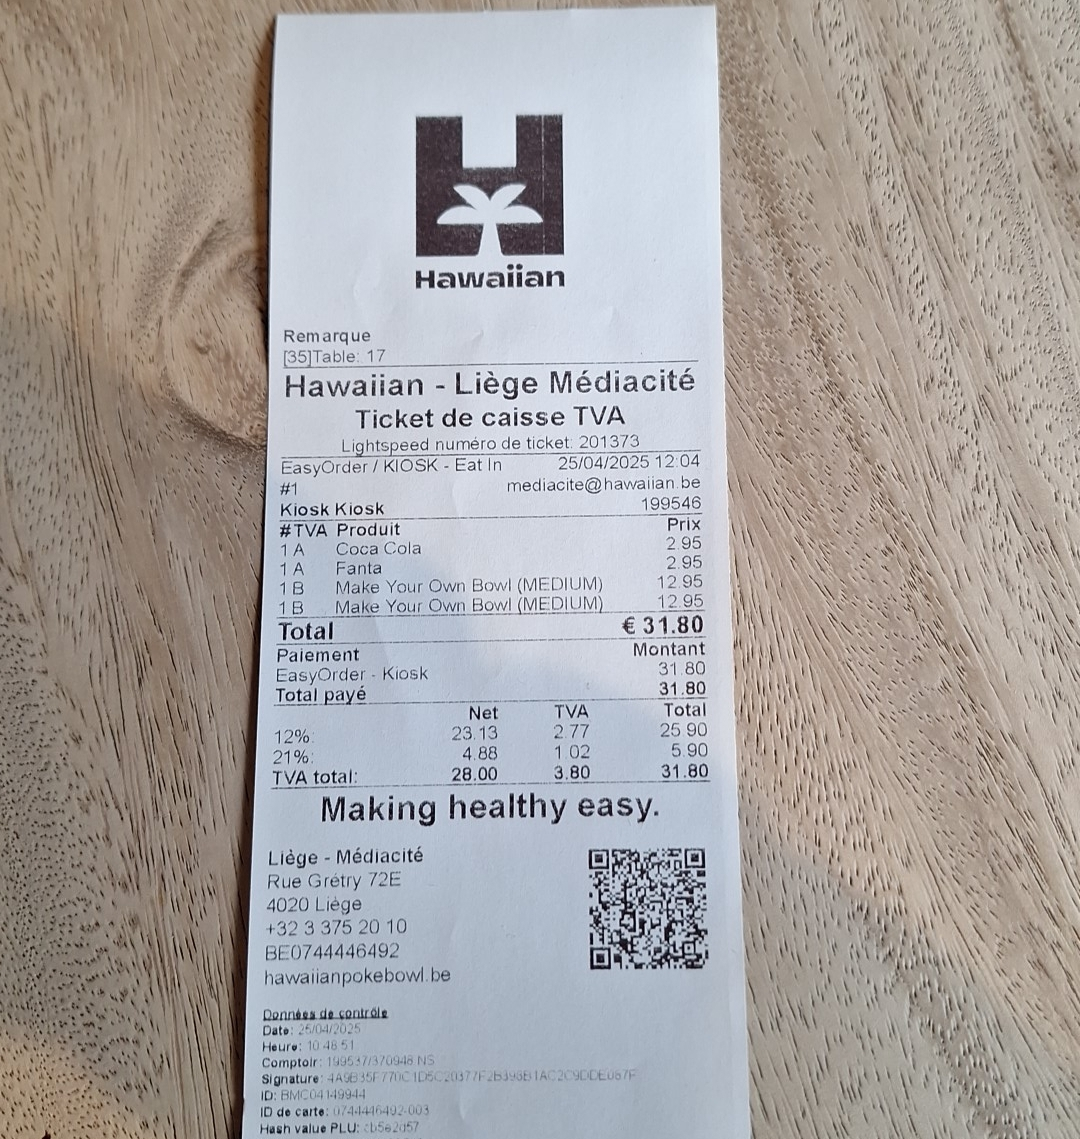 Hawaiian
Remarque
[35]Table: 17
Hawaiian - Liège Médiacité
Ticket de caisse TVA
Lightspeed numéro de ticket: 201373
EasyOrder / KIOSK - Eat In 25/04/2025 12:04
#1 mediacite@hawaiian.be
Kiosk Kiosk 199546
#TVA Produit Prix
1 A Coca Cola 2.95
1 A Fanta 2.95
1 B Make Your Own Bowl (MEDIUM) 12.95
1 B Make Your Own Bowl (MEDIUM) 12.95
Total € 31.80
Paiement Montant
EasyOrder - Kiosk 31.80
Total payé 31.80
Net TVA Total
12%: 23.13 2.77 25.90
21%: 4.88 1.02 5.90
TVA total: 28.00 3.80 31.80
Making healthy easy.
Liège - Médiacité
Rue Grétry 72E
4020 Liège
+32 3 375 20 10
BE0744446492
hawaiianpokebowl.be
Données de contrôle
Date: 25/04/2025
Heure: 10:48:51
Comptoir: 199537/370948 NS
Signature:
ID: BMC04149944
ID de carte: 0744446492-003
Hash value PLU: